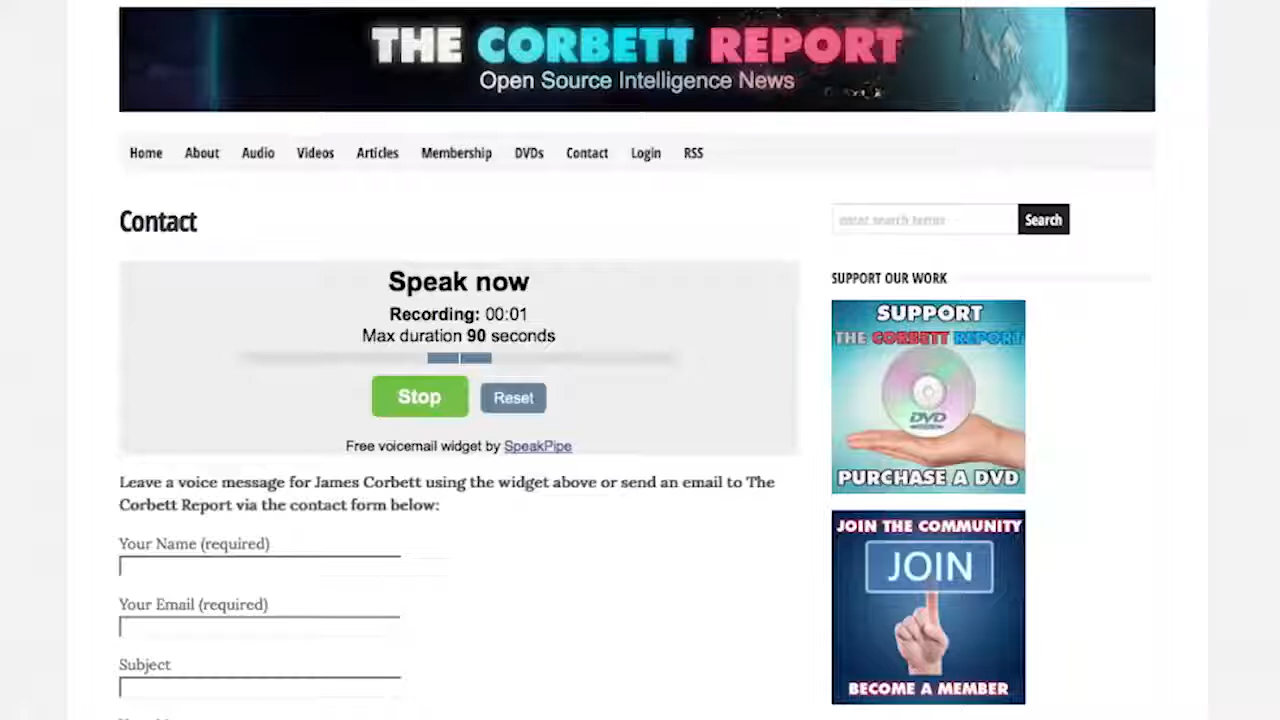 THE CORBETT REPORT
Open Source Intelligence News
Home About Audio Videos Articles Membership DVDs Contact Login RSS
Contact
Speak now
Recording: 00:01
Max duration 90 seconds
Stop Reset
Free voicemail widget by SpeakPipe
Leave a voice message for James Corbett using the widget above or send an email to The
Corbett Report via the contact form below:
Your Name (required)
Your Email (required)
Subject
enter search terms
Search
SUPPORT OUR WORK
SUPPORT
THE CORBETT REPORT
DVD
PURCHASE A DVD
JOIN THE COMMUNITY
JOIN
BECOME A MEMBER